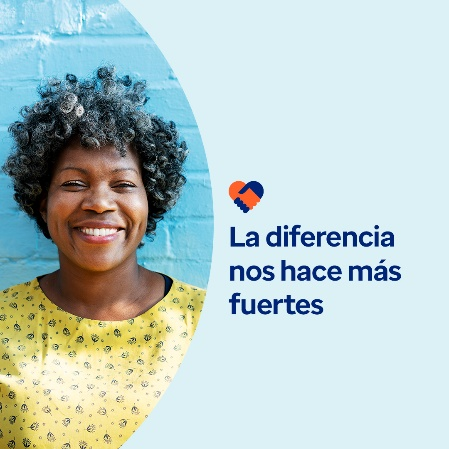 La diferencia
nos hace más
fuertes